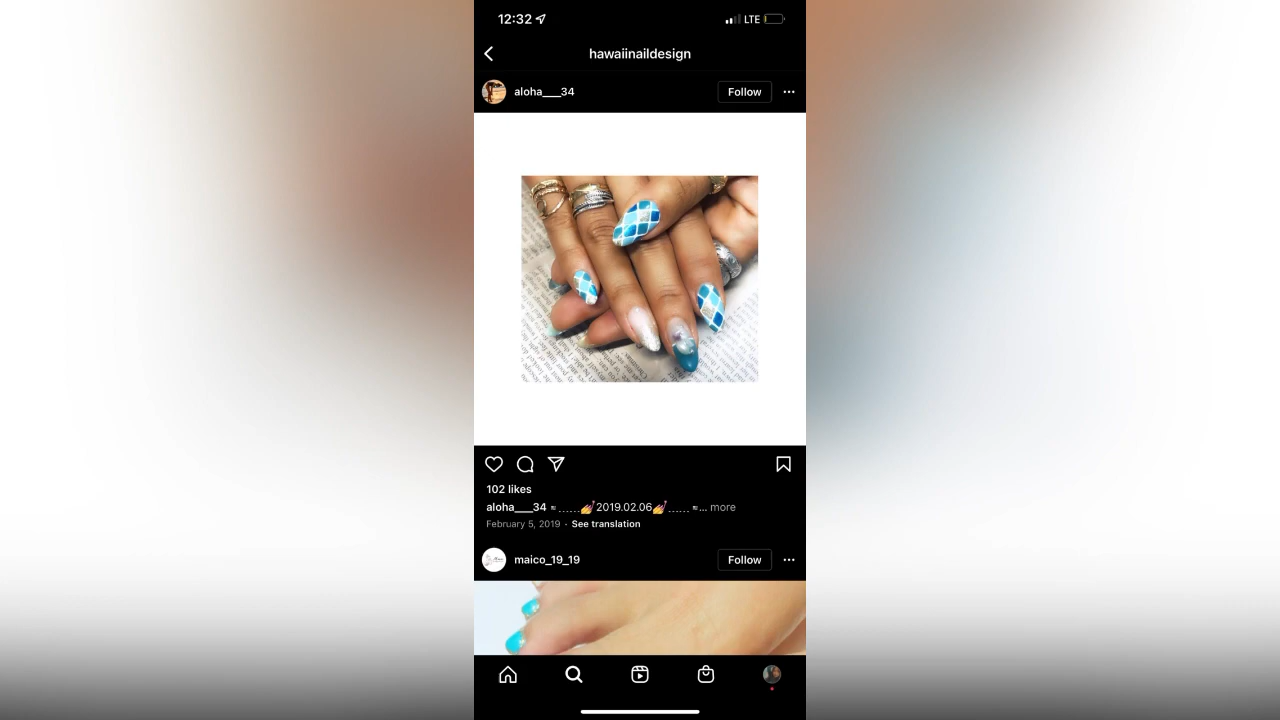 12:32
LTE
hawaiinaildesign
aloha___34
Follow
102 likes
aloha___34 ≋ ......💅2019.02.06💅...... ≋... more
February 5, 2019 · See translation
maico_19_19
Follow